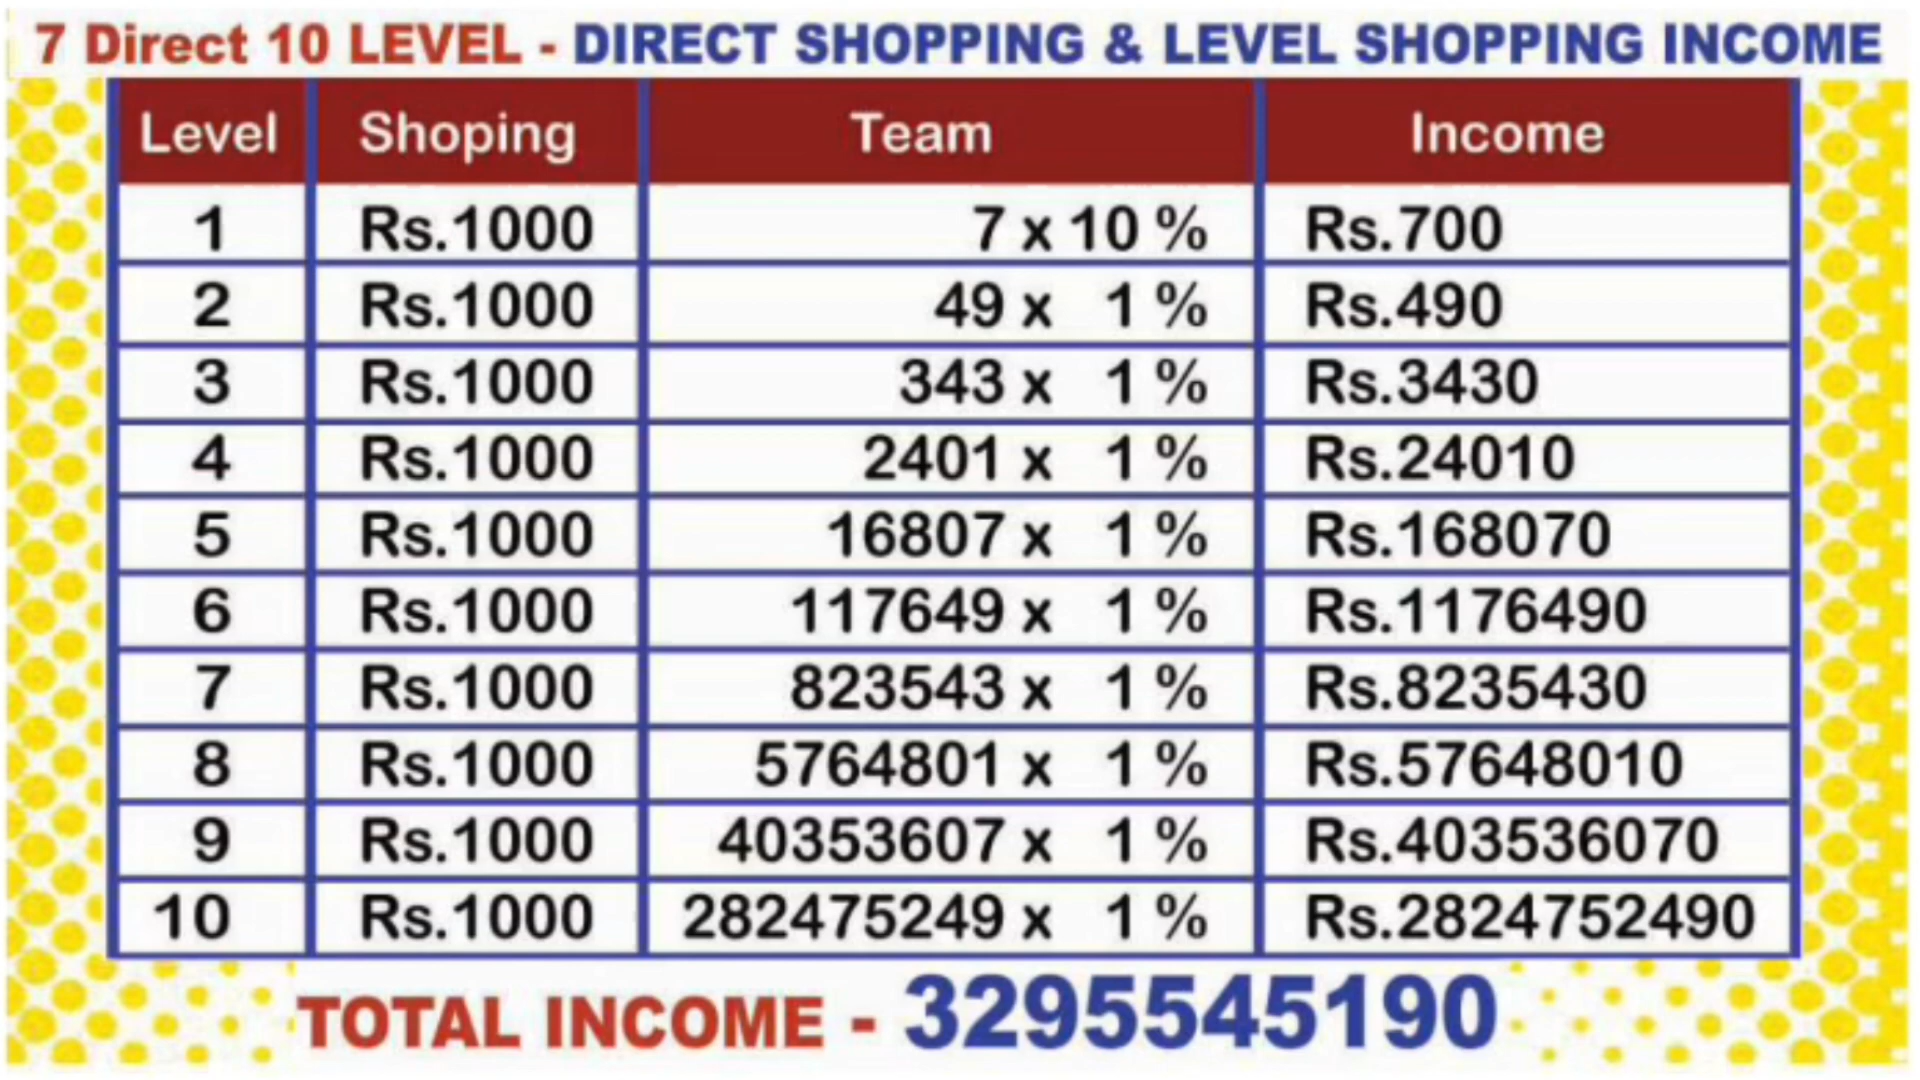 7 Direct 10 LEVEL - DIRECT SHOPPING & LEVEL SHOPPING INCOME
Level Shoping Team Income
1 Rs.1000 7 x 10 % Rs.700
2 Rs.1000 49 x 1 % Rs.490
3 Rs.1000 343 x 1 % Rs.3430
4 Rs.1000 2401 x 1 % Rs.24010
5 Rs.1000 16807 x 1 % Rs.168070
6 Rs.1000 117649 x 1 % Rs.1176490
7 Rs.1000 823543 x 1 % Rs.8235430
8 Rs.1000 5764801 x 1 % Rs.57648010
9 Rs.1000 40353607 x 1 % Rs.403536070
10 Rs.1000 282475249 x 1 % Rs.2824752490
TOTAL INCOME - 3295545190